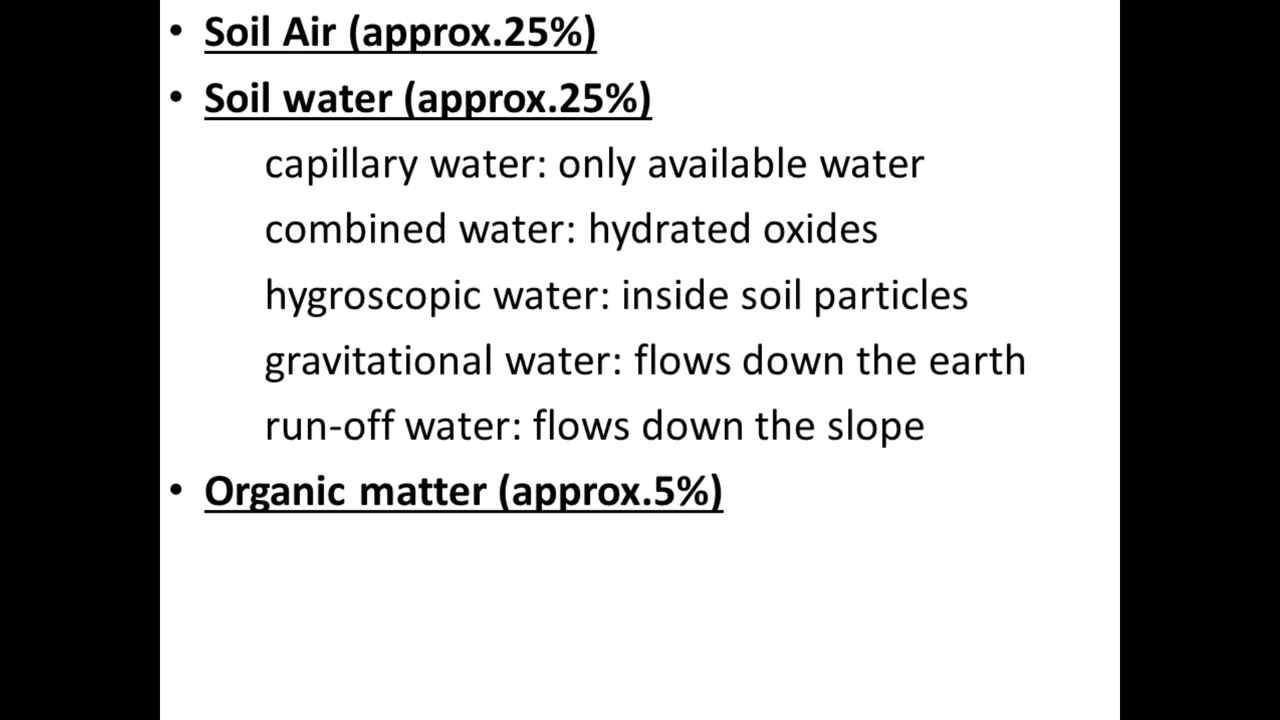 • Soil Air (approx.25%)
• Soil water (approx.25%)
capillary water: only available water
combined water: hydrated oxides
hygroscopic water: inside soil particles
gravitational water: flows down the earth
run-off water: flows down the slope
• Organic matter (approx.5%)